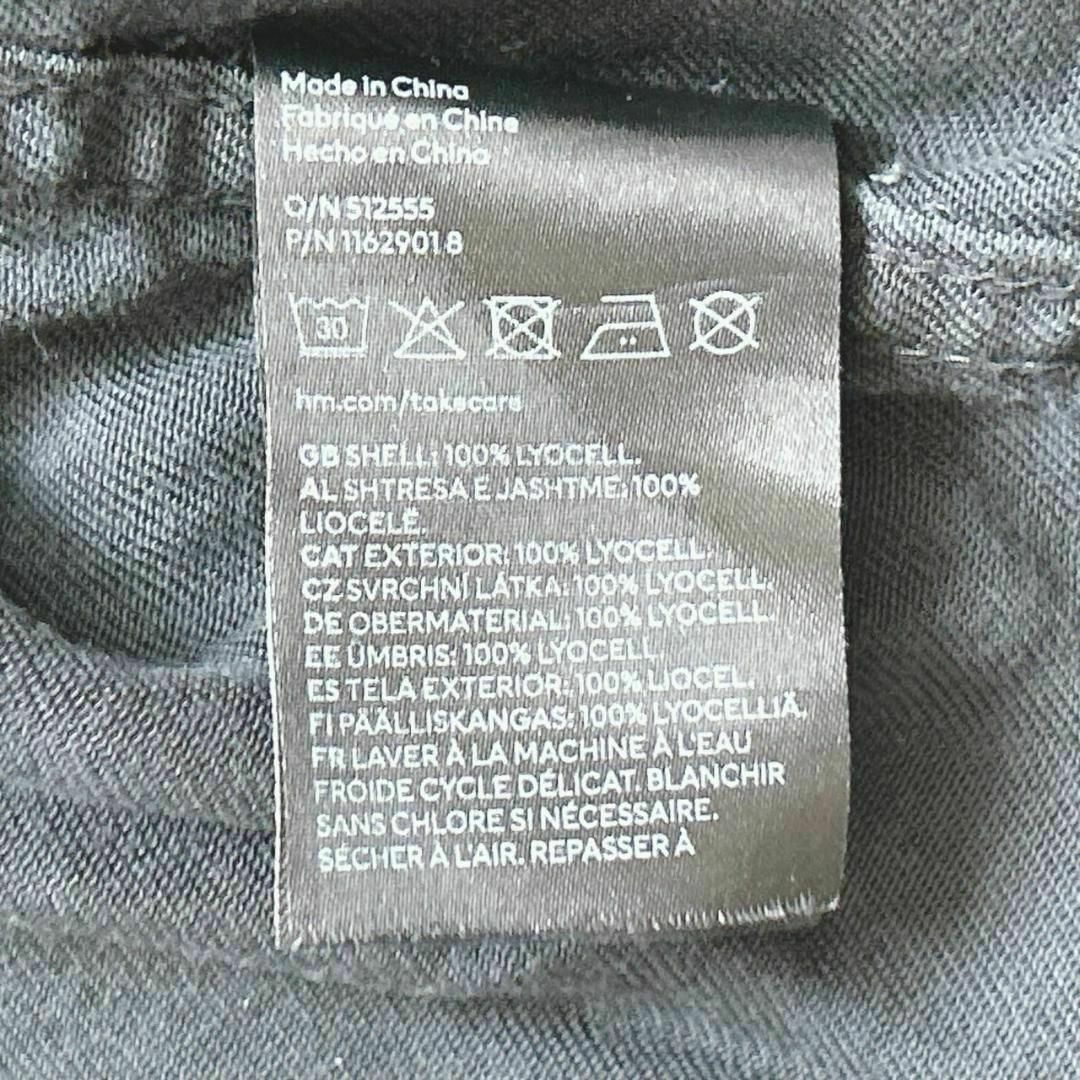 Made in China
Fabriqué en Chine
Hecho en China
O/N 512555
P/N 11629018
30
hm.com/takecare
GB SHELL: 100% LYOCELL.
AL SHTRESA E JASHTME: 100%
LIOCELË.
CAT EXTERIOR: 100% LYOCELL.
CZ SVRCHNÍ LÁTKA: 100% LYOCELL.
DE OBERMATERIAL: 100% LYOCELL.
EE ÜMBRIS: 100% LYOCELL.
ES TELA EXTERIOR: 100% LIOCEL.
FI PÄÄLLISKANGAS: 100% LYOCELLIÄ.
FR LAVER À LA MACHINE À L'EAU
FROIDE CYCLE DÉLICAT. BLANCHIR
SANS CHLORE SI NÉCESSAIRE.
SÉCHER À L'AIR. REPASSER À